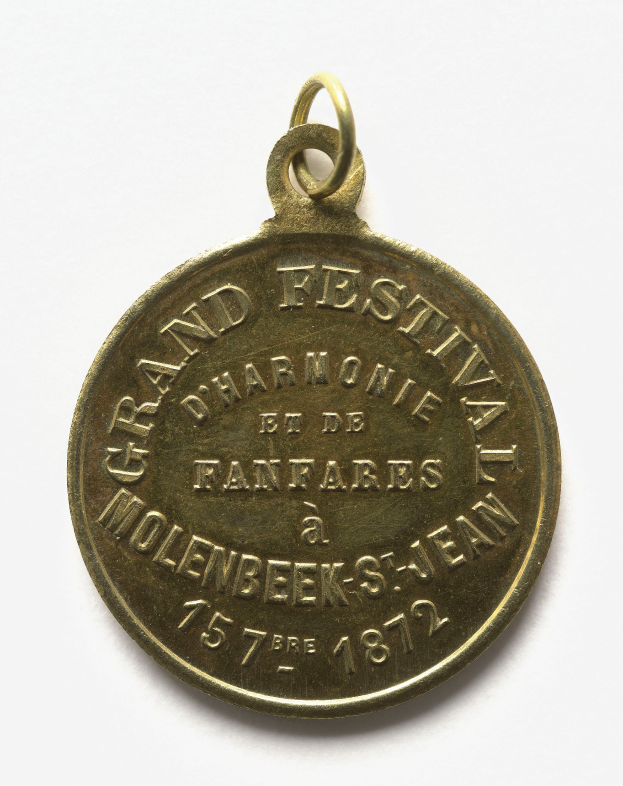 GRAND FESTIVAL
D'HARMONIE
ET DE
FANFARES
à
MOLENBEEK-ST-JEAN
15 7BRE 1872